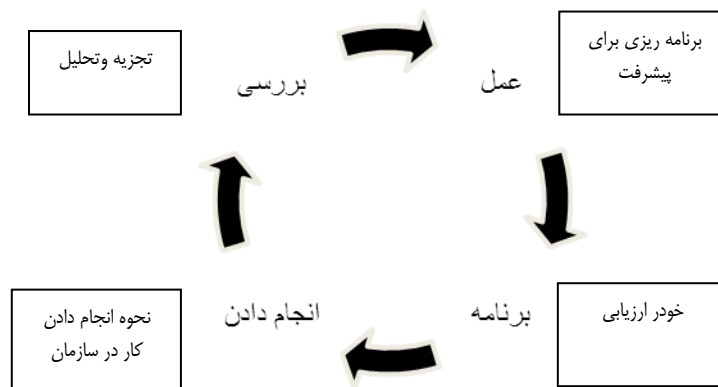 برنامه ریزی برای
پیشرفت
عمل
بررسی
تجزیه وتحلیل
خودر ارزیابی
برنامه
انجام دادن
نحوه انجام دادن
کار در سازمان